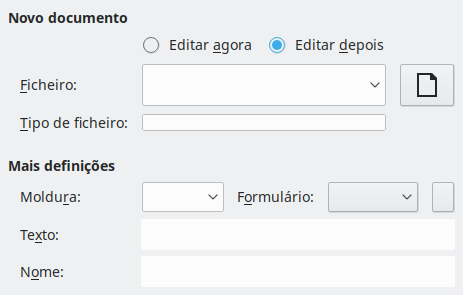 Novo documento
Editar agora Editar depois
Ficheiro:
Tipo de ficheiro:
Mais definições
Moldura: Formulário:
Texto:
Nome: